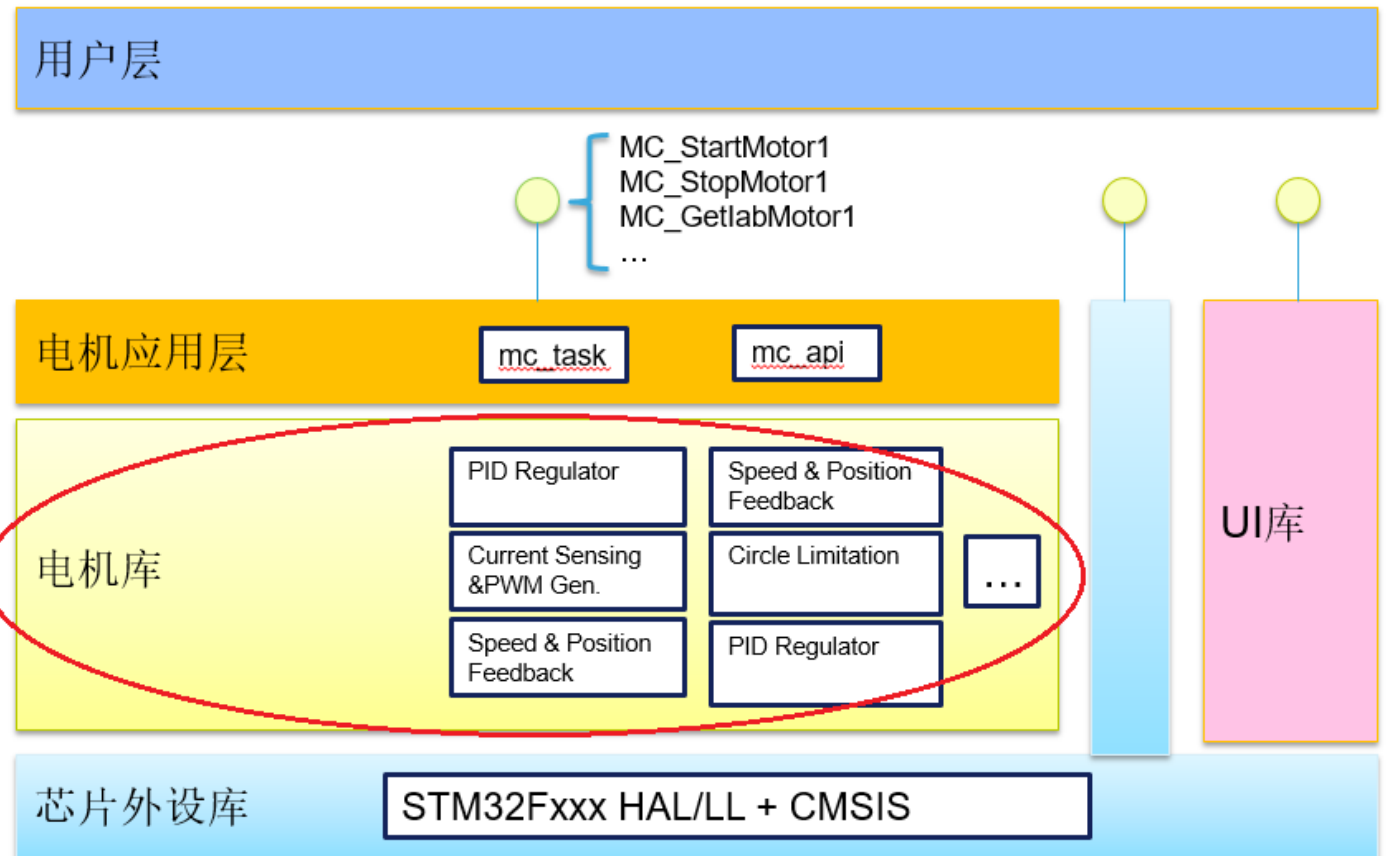 用户层
MC_StartMotor1
MC_StopMotor1
MC_GetIabMotor1
…
电机应用层
mc_task
mc_api
电机库
PID Regulator
Speed & Position
Feedback
Current Sensing
&PWM Gen.
Circle Limitation
…
Speed & Position
Feedback
PID Regulator
UI库
芯片外设库
STM32Fxxx HAL/LL + CMSIS